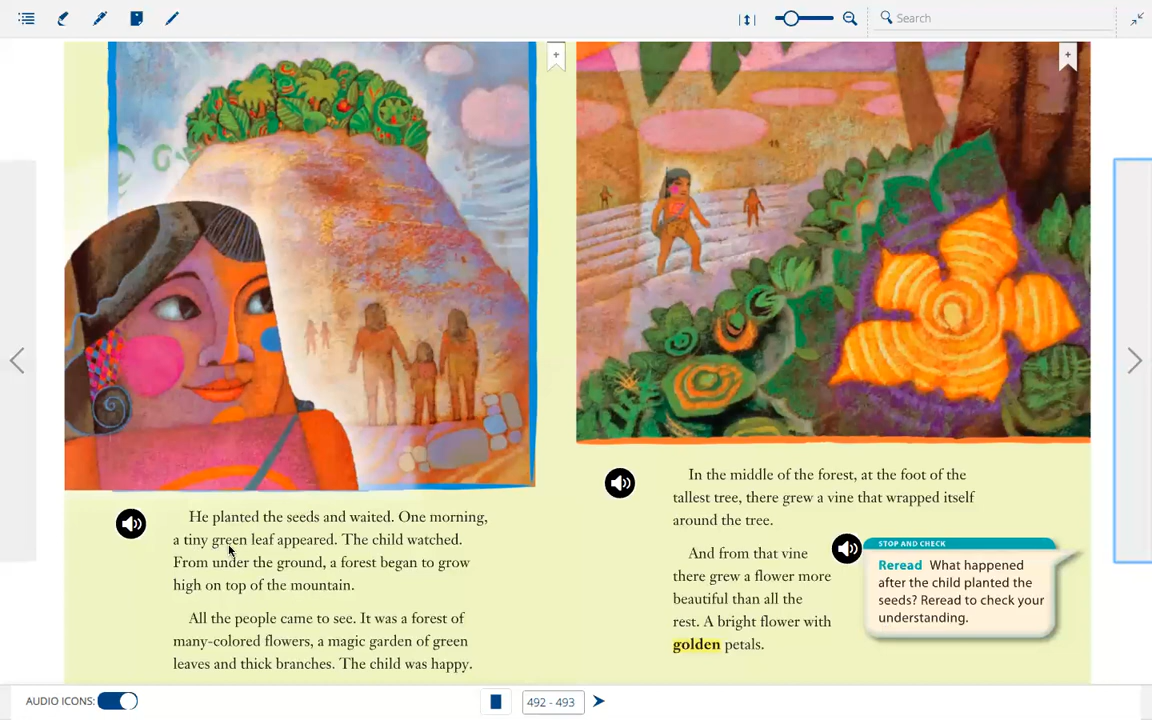 Search
He planted the seeds and waited. One morning,
a tiny green leaf appeared. The child watched.
From under the ground, a forest began to grow
high on top of the mountain.
All the people came to see. It was a forest of
many-colored flowers, a magic garden of green
leaves and thick branches. The child was happy.
In the middle of the forest, at the foot of the
tallest tree, there grew a vine that wrapped itself
around the tree.
And from that vine
there grew a flower more
beautiful than all the
rest. A bright flower with
golden petals.
STOP AND CHECK
Reread What happened
after the child planted the
seeds? Reread to check your
understanding.
AUDIO ICONS:
492 - 493